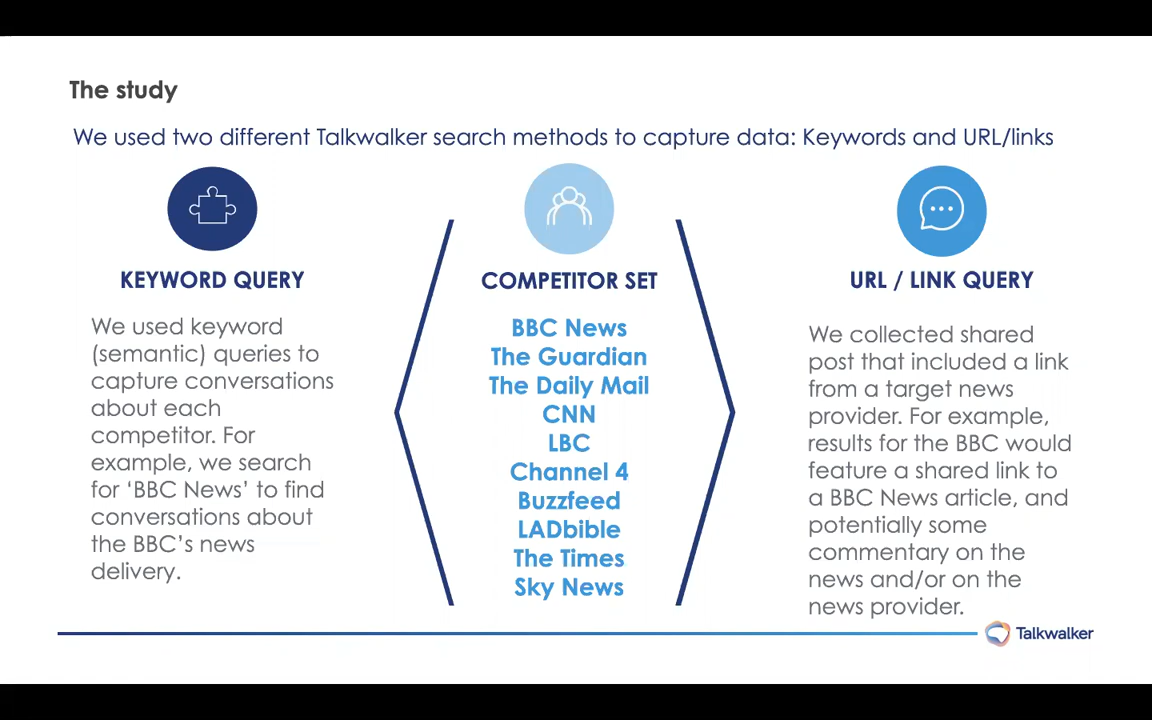 The study
We used two different Talkwalker search methods to capture data: Keywords and URL/links
KEYWORD QUERY
We used keyword
(semantic) queries to
capture conversations
about each
competitor. For
example, we search
for ‘BBC News’ to find
conversations about
the BBC’s news
delivery.
COMPETITOR SET
BBC News
The Guardian
The Daily Mail
CNN
LBC
Channel 4
Buzzfeed
LADbible
The Times
Sky News
URL / LINK QUERY
We collected shared
post that included a link
from a target news
provider. For example,
results for the BBC would
feature a shared link to
a BBC News article, and
potentially some
commentary on the
news and/or on the
news provider.
Talkwalker